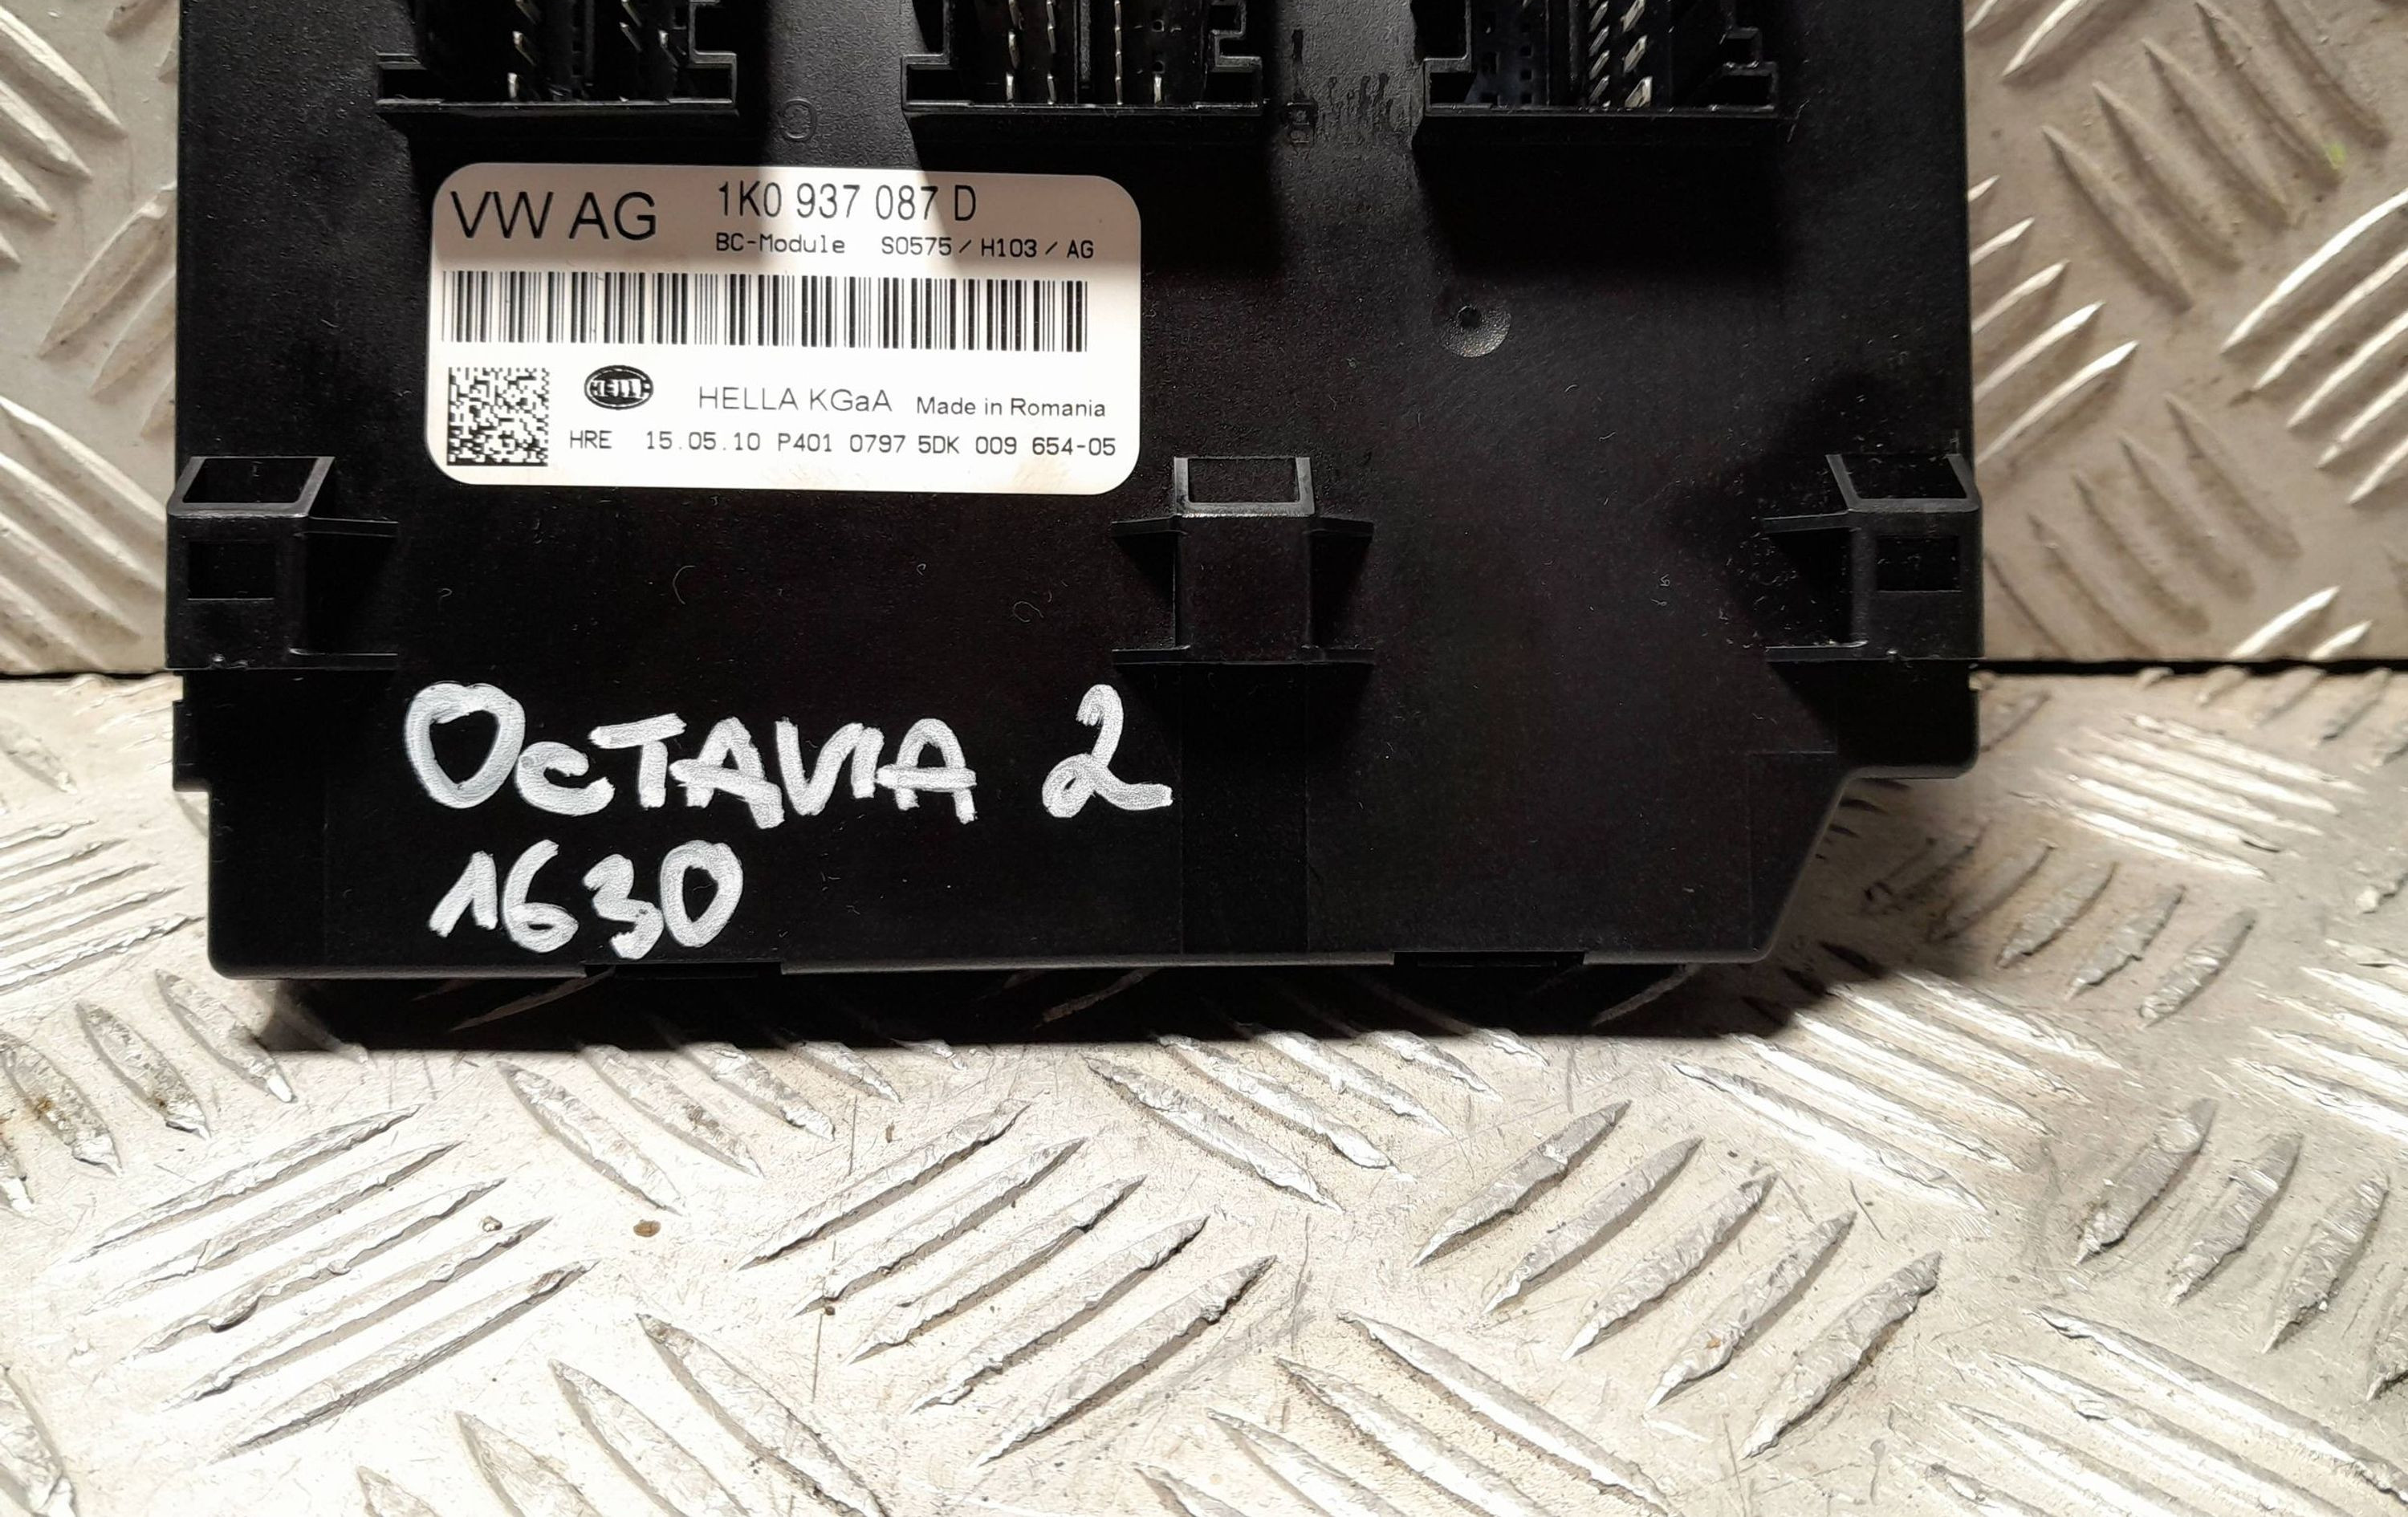 VW AG 1K0 937 087 D
BC-Module S0575 / H103 / AG
HELLA HELLA KGaA Made in Romania
HRE 15.05.10 P401 0797 5DK 009 654-05
OCTAVIA 2
1630